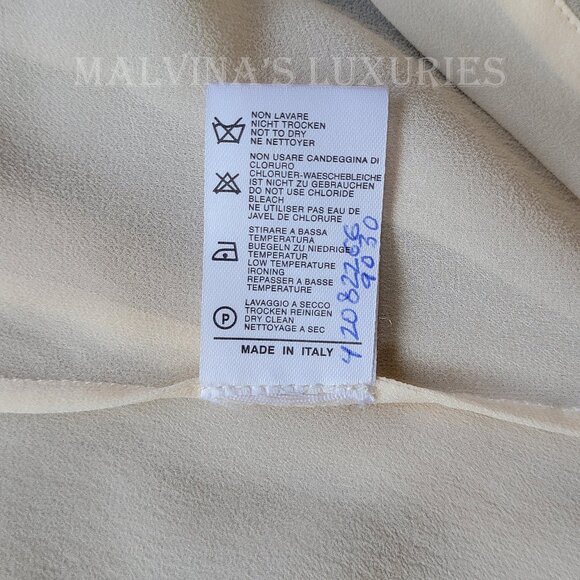 MALVINA'S LUXURIES
NON LAVARE
NICHT TROCKEN
NOT TO DRY
NE NETTOYER
NON USARE CANDEGGINA DI
CLORURO
CHLORUER-WAESCHEBLEICHE
IST NICHT ZU GEBRAUCHEN
DO NOT USE CHLORIDE
BLEACH
NE UTILISER PAS EAU DE
JAVEL DE CHLORURE
STIRARE A BASSA
TEMPERATURA
BUEGELN ZU NIEDRIGE
TEMPERATUR
LOW TEMPERATURE
IRONING
REPASSER A BASSE
TEMPERATURE
P
LAVAGGIO A SECCO
TROCKEN REINIGEN
DRY CLEAN
NETTOYAGE A SEC
MADE IN ITALY
9030